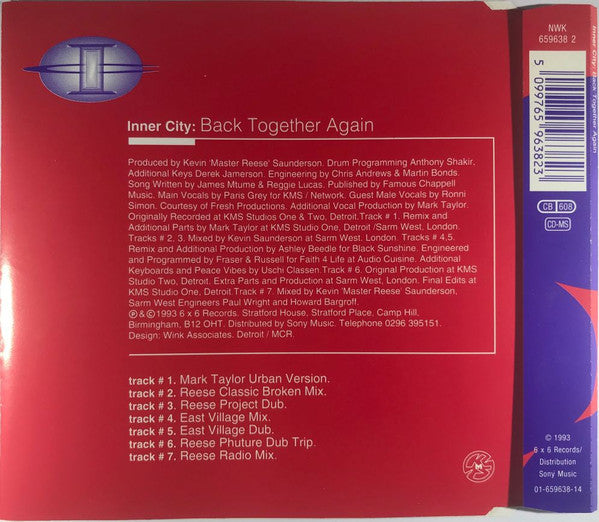 Inner City: Back Together Again
Produced by Kevin 'Master Reese' Saunderson. Drum Programming Anthony Shakir,
Additional Keys Derek Jamerson. Engineering by Chris Andrews & Martin Bonds.
Song Written by James Mtume & Reggie Lucas. Published by Famous Chappell
Music. Main Vocals by Paris Grey for KMS / Network. Guest Male Vocals by Ronni
Simon. Courtesy of Fresh Productions. Additional Vocal Production by Mark Taylor.
Originally Recorded at KMS Studios One & Two, Detroit.Track # 1. Remix and
Additional Parts by Mark Taylor at KMS Studio One, Detroit /Sarm West, London.
Tracks # 2, 3. Mixed by Kevin Saunderson at Sarm West. London. Tracks # 4,5.
Remix and Additional Production by Ashley Beedle for Black Sunshine. Engineered
and Programmed by Fraser & Russell for Faith 4 Life at Audio Cuisine. Additional
Keyboards and Peace Vibes by Uschi Classen.Track # 6. Original Production at KMS
Studio Two, Detroit. Extra Parts and Production at Sarm West, London. Final Edits at
KMS Studio One, Detroit.Track # 7. Mixed by Kevin 'Master Reese' Saunderson,
Sarm West Engineers Paul Wright and Howard Bargroff.
℗ & © 1993 6 x 6 Records. Stratford House, Stratford Place, Camp Hill,
Birmingham, B12 OHT. Distributed by Sony Music. Telephone 0296 395151.
Design: Wink Associates. Detroit / MCR.
track # 1. Mark Taylor Urban Version.
track # 2. Reese Classic Broken Mix.
track # 3. Reese Project Dub.
track # 4. East Village Mix.
track # 5. East Village Dub.
track # 6. Reese Phuture Dub Trip.
track # 7. Reese Radio Mix.
NWK
659638 2
5 099765 963823
Inner City: Back Together Again
CB 608
CD-MS
© 1993
6 x 6 Records/
Distribution
Sony Music
01-659638-14